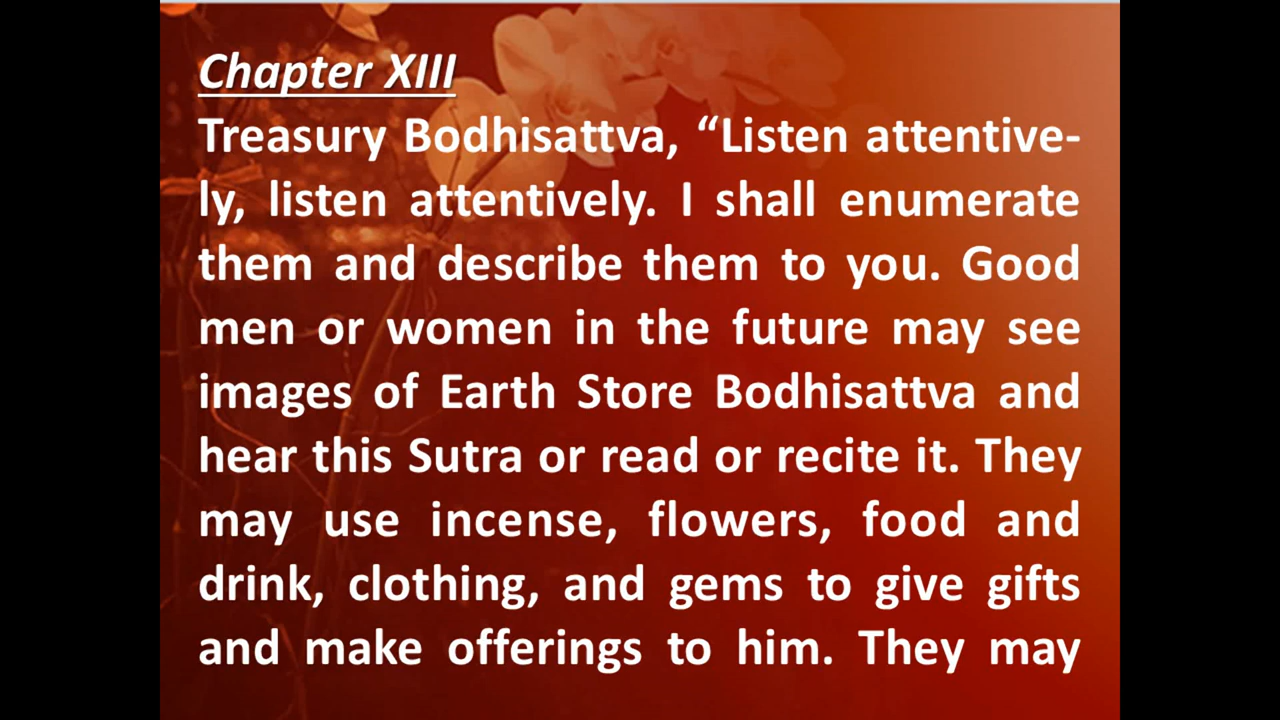 Chapter XIII
Treasury Bodhisattva, “Listen attentive-
ly, listen attentively. I shall enumerate
them and describe them to you. Good
men or women in the future may see
images of Earth Store Bodhisattva and
hear this Sutra or read or recite it. They
may use incense, flowers, food and
drink, clothing, and gems to give gifts
and make offerings to him. They may